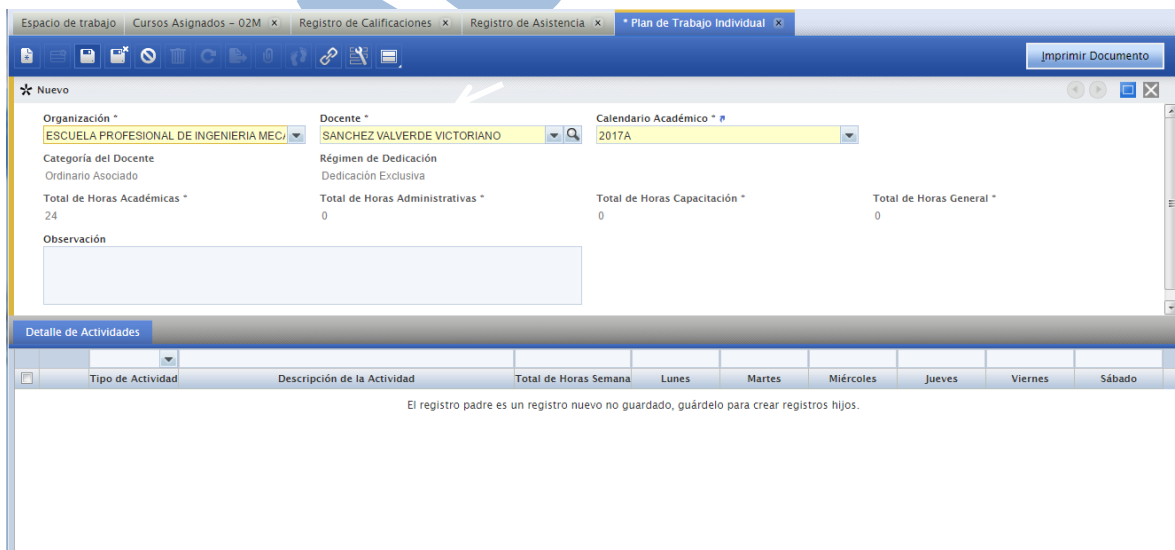 Espacio de trabajo Cursos Asignados - 02M Registro de Calificaciones Registro de Asistencia * Plan de Trabajo Individual
Imprimir Documento
Nuevo
Organización * Docente * Calendario Académico *
ESCUELA PROFESIONAL DE INGENIERIA MECA SANCHEZ VALVERDE VICTORIANO 2017A
Categoría del Docente Régimen de Dedicación
Ordinario Asociado Dedicación Exclusiva
Total de Horas Académicas * Total de Horas Administrativas * Total de Horas Capacitación * Total de Horas General *
24 0 0 0
Observación
Detalle de Actividades
Tipo de Actividad Descripción de la Actividad Total de Horas Semana Lunes Martes Miércoles Jueves Viernes Sábado
El registro padre es un registro nuevo no guardado, guárdelo para crear registros hijos.